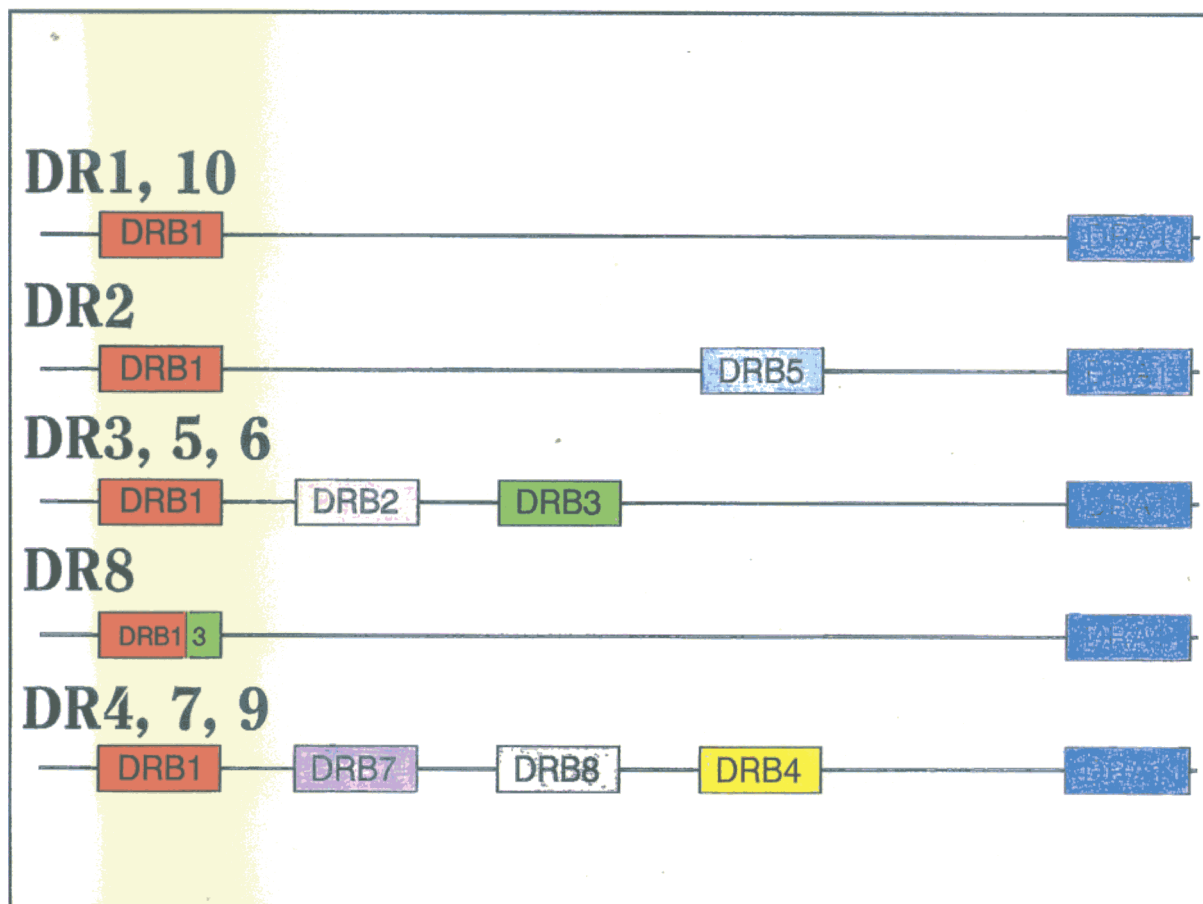 DR1, 10
DRB1
DR2
DRB1 DRB5
DR3, 5, 6
DRB1 DRB2 DRB3
DR8
DRB1 3
DR4, 7, 9
DRB1 DRB7 DRB8 DRB4